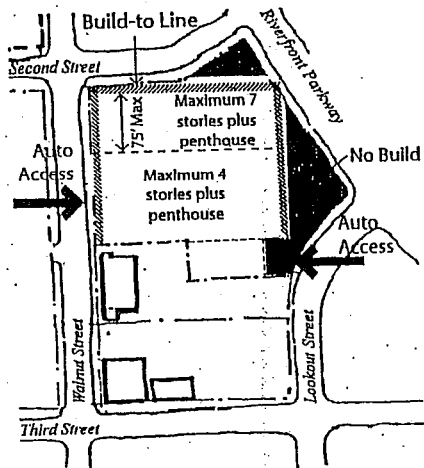 Build-to Line
Riverfront Parkway
Second Street
75' Max
Maximum 7
stories plus
penthouse
No Build
Auto
Access
Maximum 4
stories plus
penthouse
Auto
Access
Walnut Street
Lookout Street
Third Street